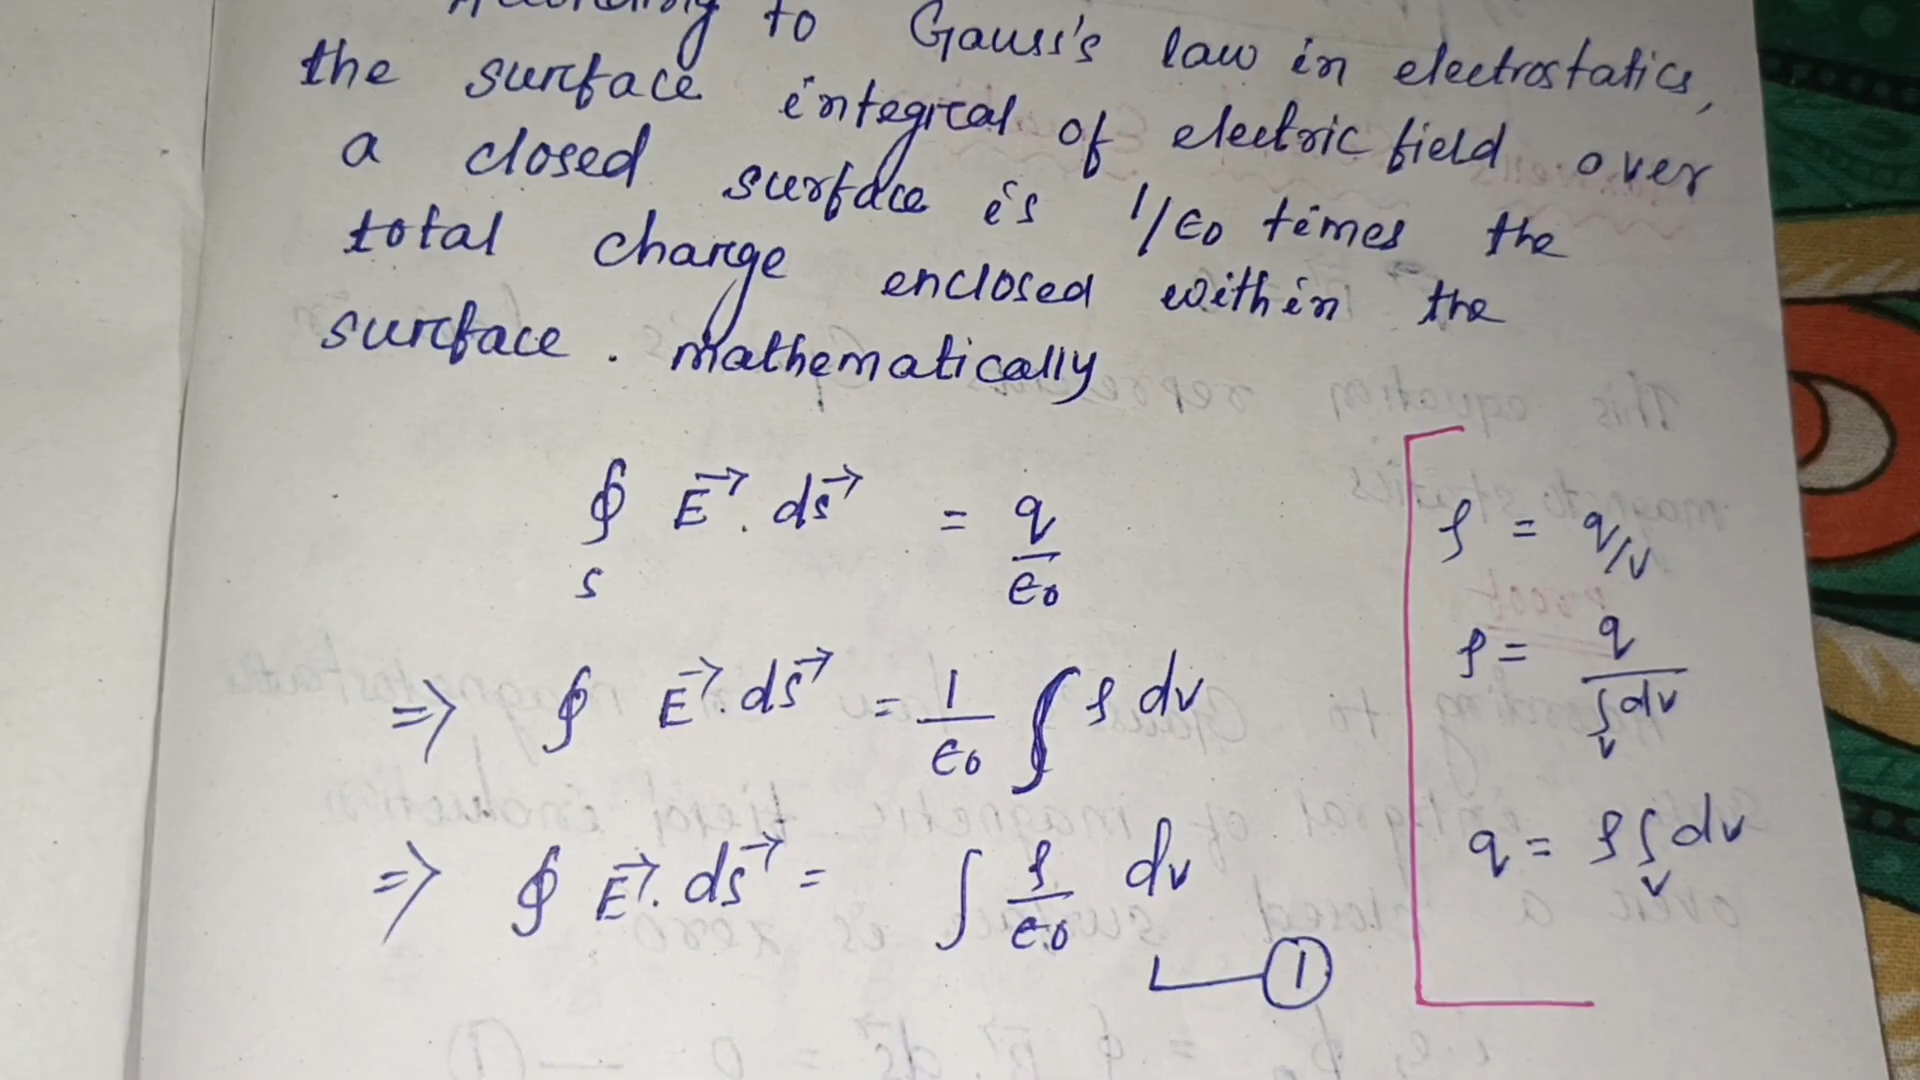 According to Gauss's law in electrostatics,
the surface integral of electric field over
a closed surface is 1/ϵ0 times the
total charge enclosed within the
surface. mathematically
∮ E⃗. ds⃗ = q/ϵ0
S
=> ∮ E⃗. ds⃗ = 1/ϵ0 ∫ ρ dv
=> ∮ E⃗. ds⃗ = ∫ ρ/ϵ0 dv
1
ρ = q/v
ρ = q/∫v dv
q = ρ∫v dv